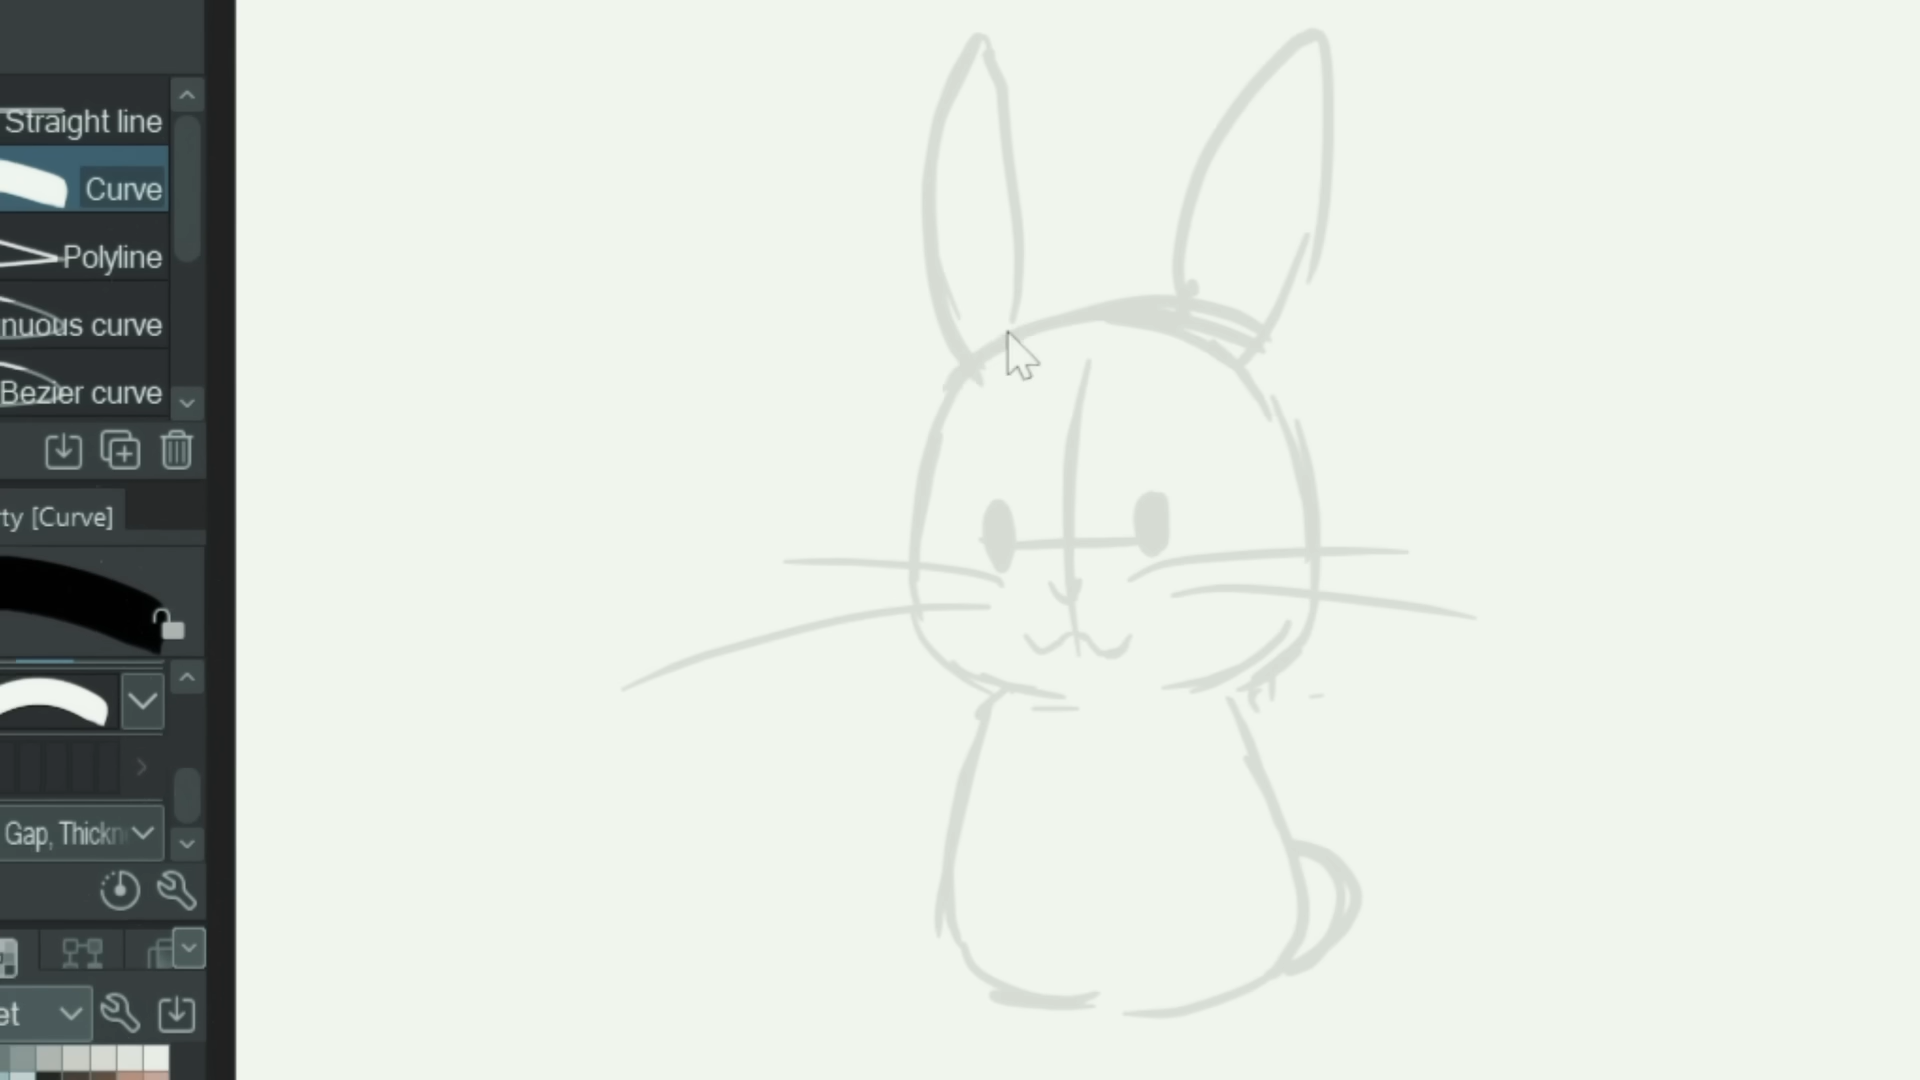 Straight line
Curve
Polyline
nuous curve
Bezier curve
ty [Curve]
Gap, Thickn
et